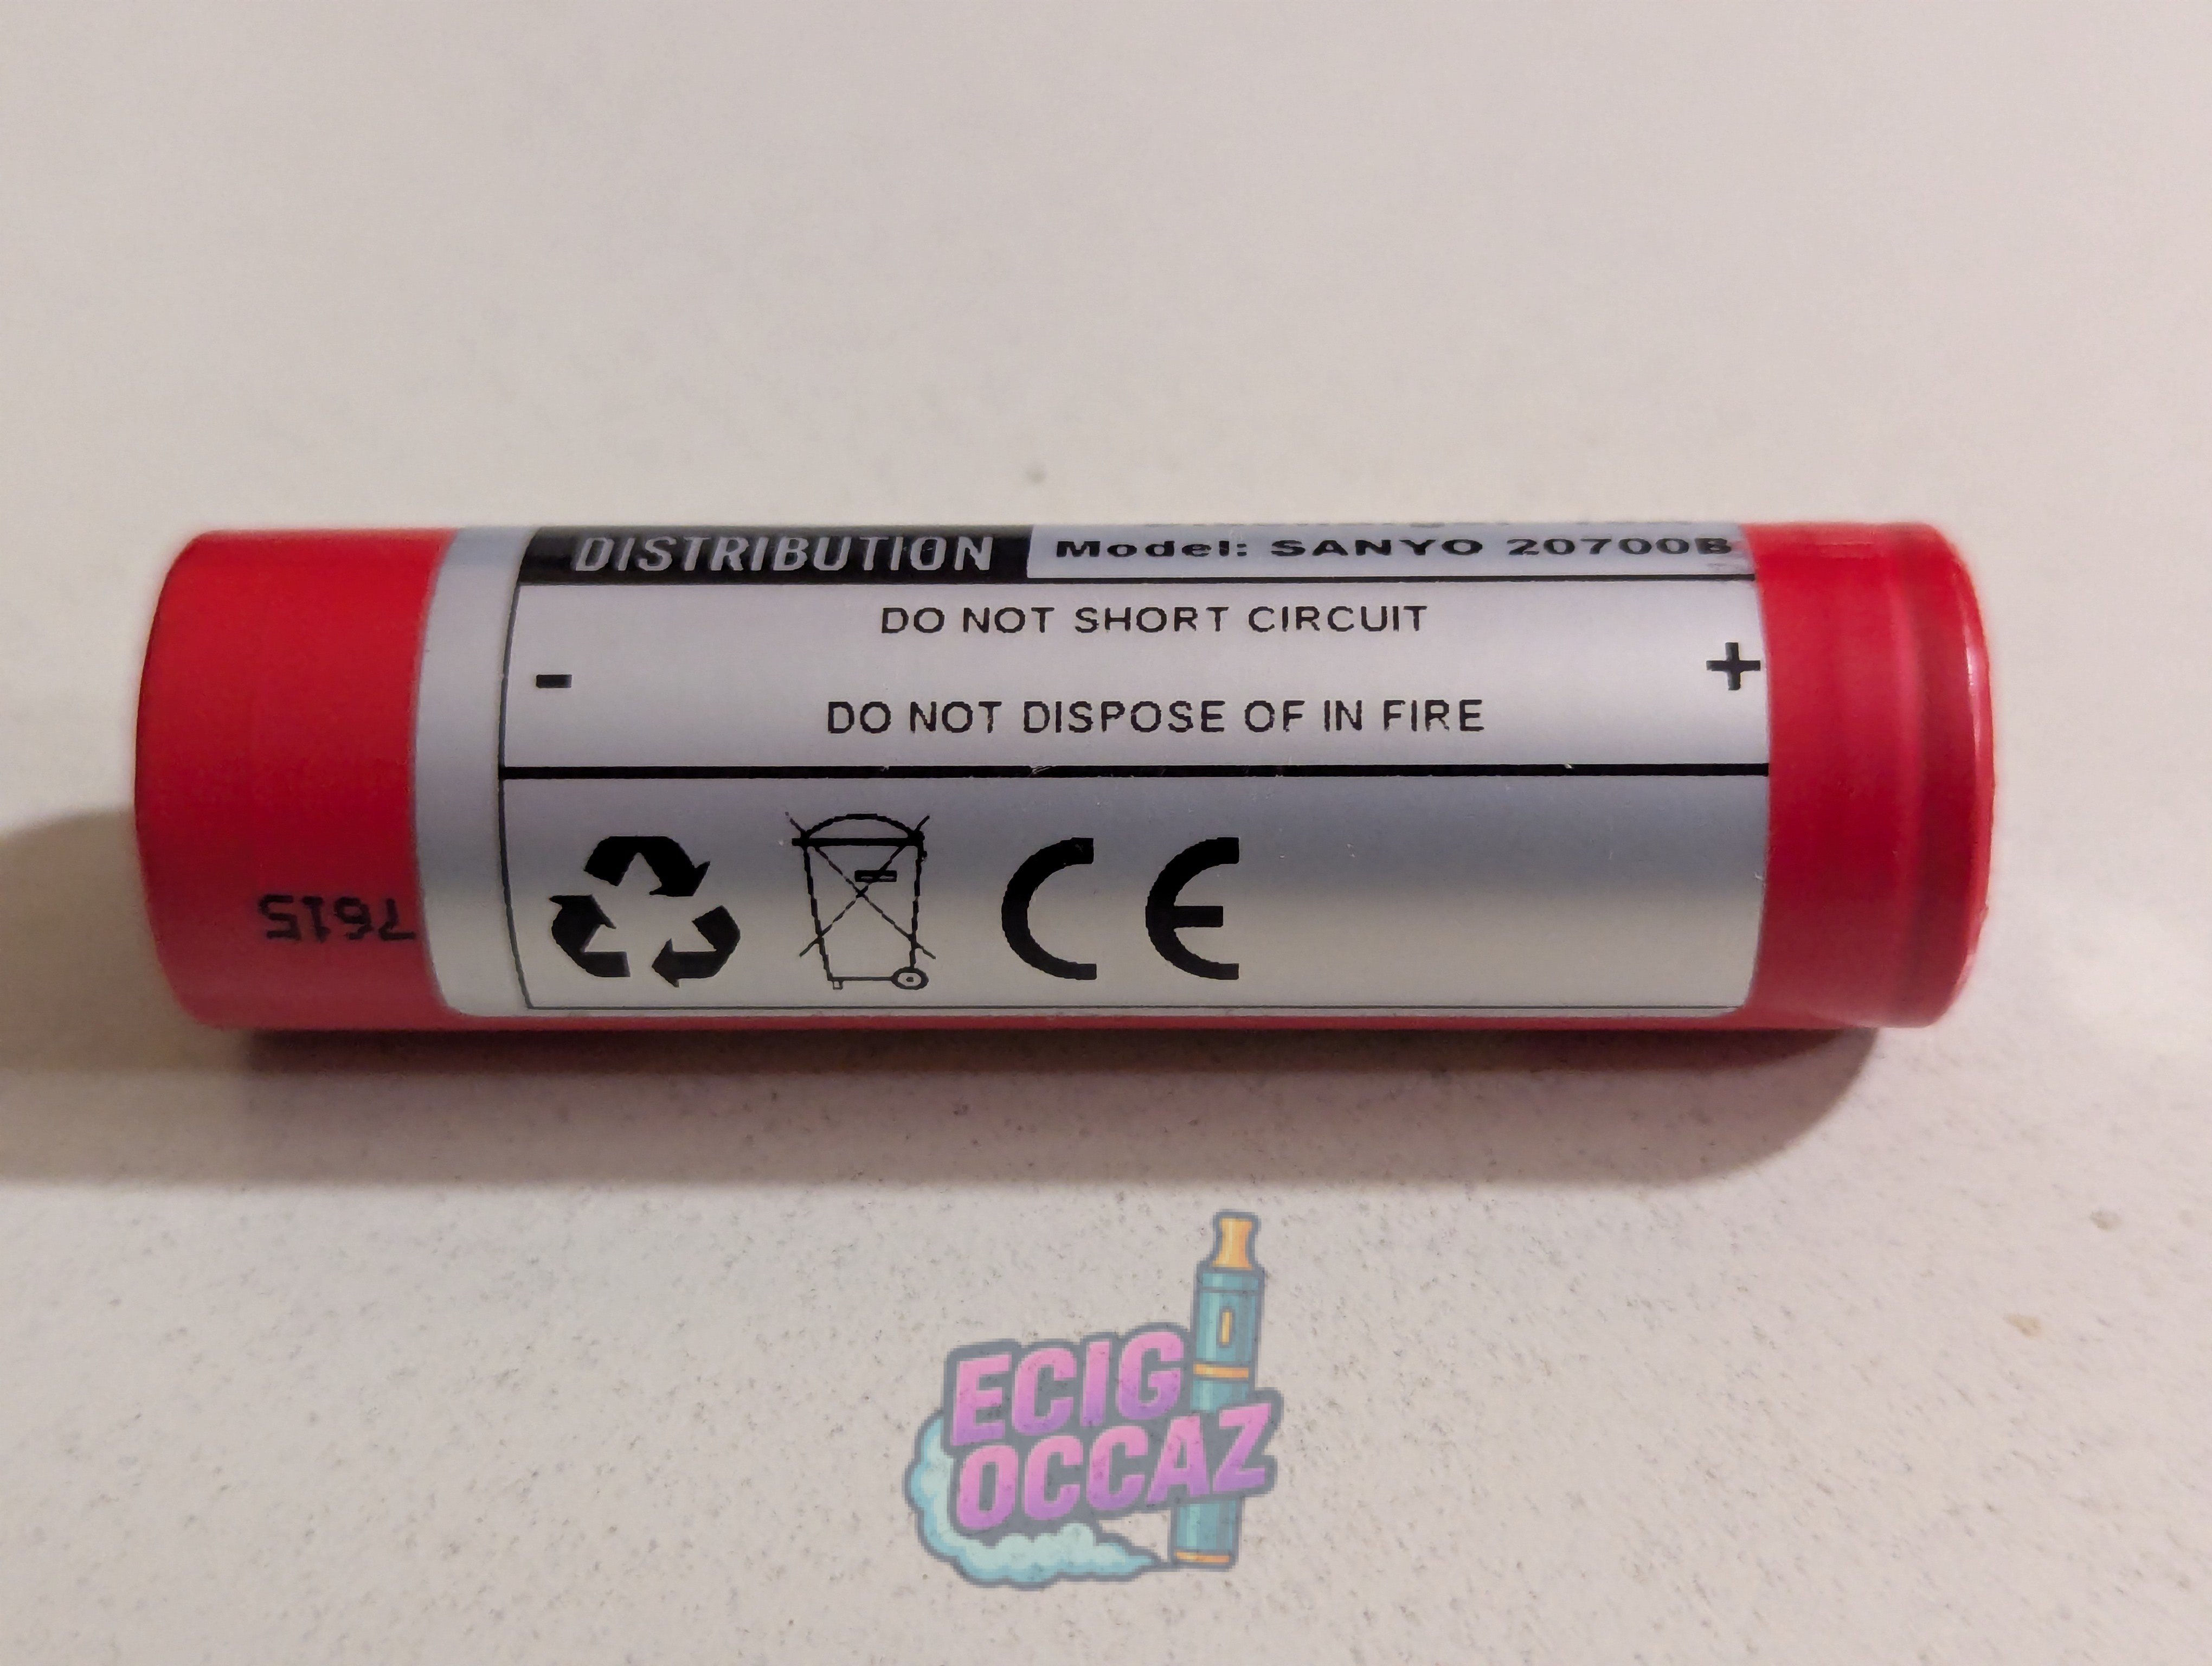 DISTRIBUTION
Model: SANYO 20700B
DO NOT SHORT CIRCUIT
-
+
DO NOT DISPOSE OF IN FIRE
CE
7615
ECIG
OCCAZ